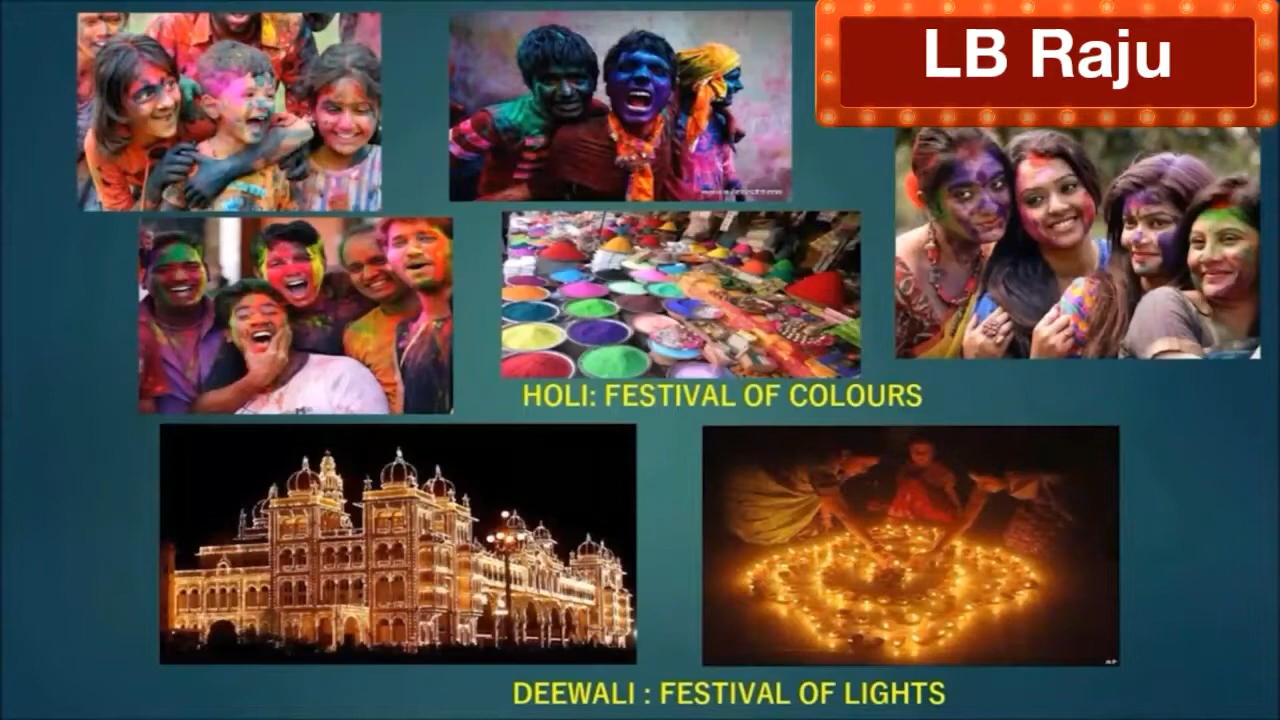 LB Raju
HOLI: FESTIVAL OF COLOURS
DEEWALI : FESTIVAL OF LIGHTS